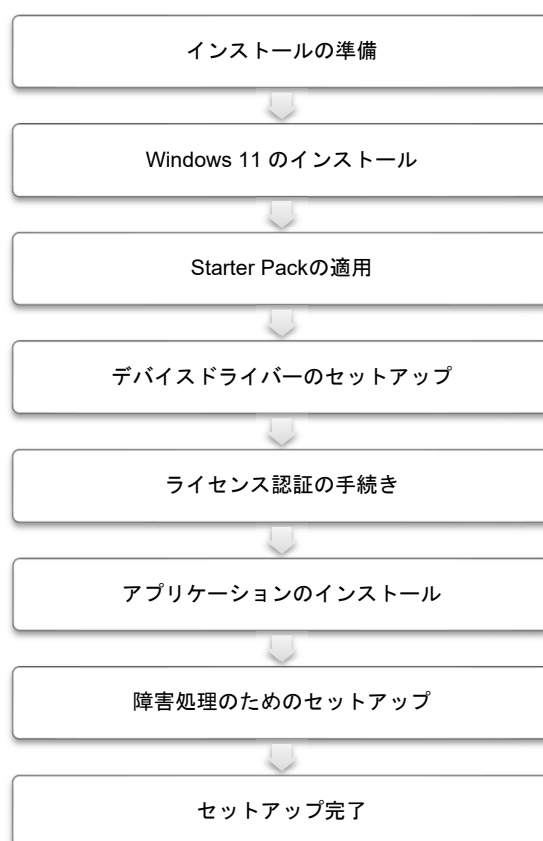 インストールの準備
Windows 11 のインストール
Starter Packの適用
デバイスドライバーのセットアップ
ライセンス認証の手続き
アプリケーションのインストール
障害処理のためのセットアップ
セットアップ完了